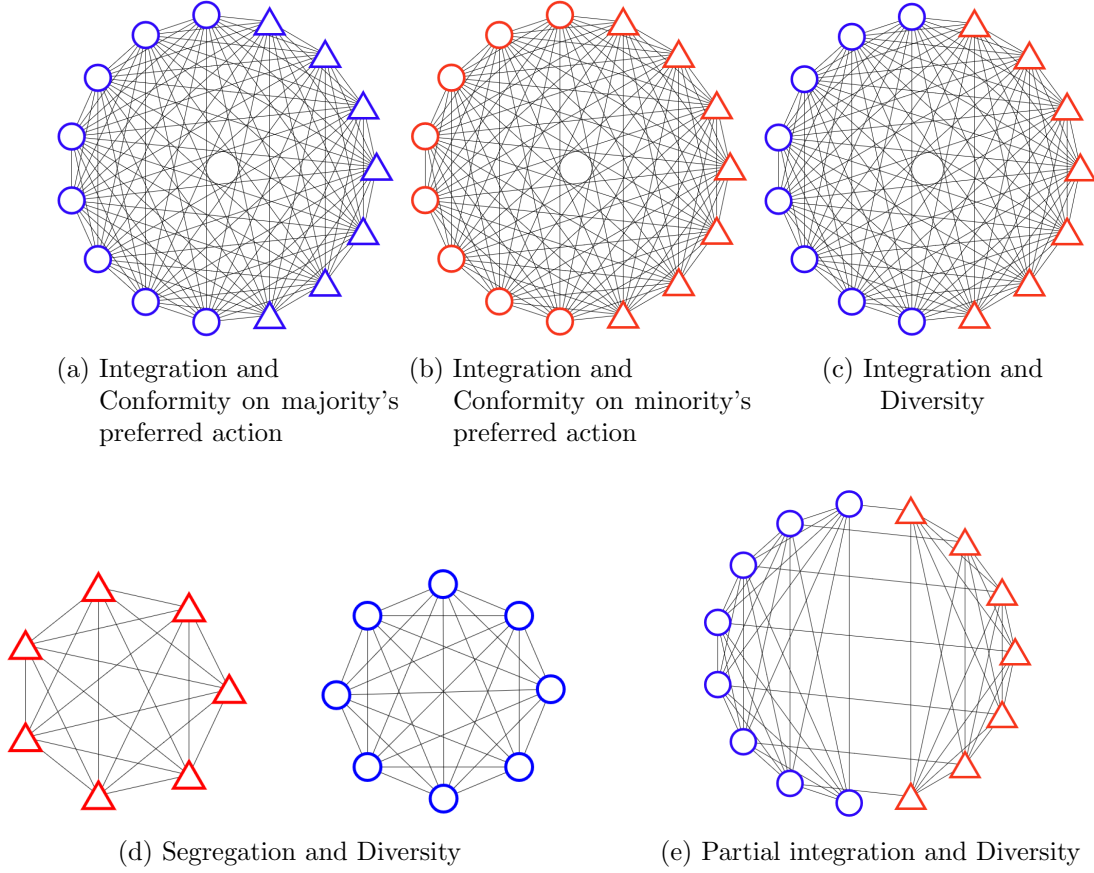 (a) Integration and
Conformity on majority's
preferred action
(b) Integration and
Conformity on minority's
preferred action
(c) Integration and
Diversity
(d) Segregation and Diversity
(e) Partial integration and Diversity